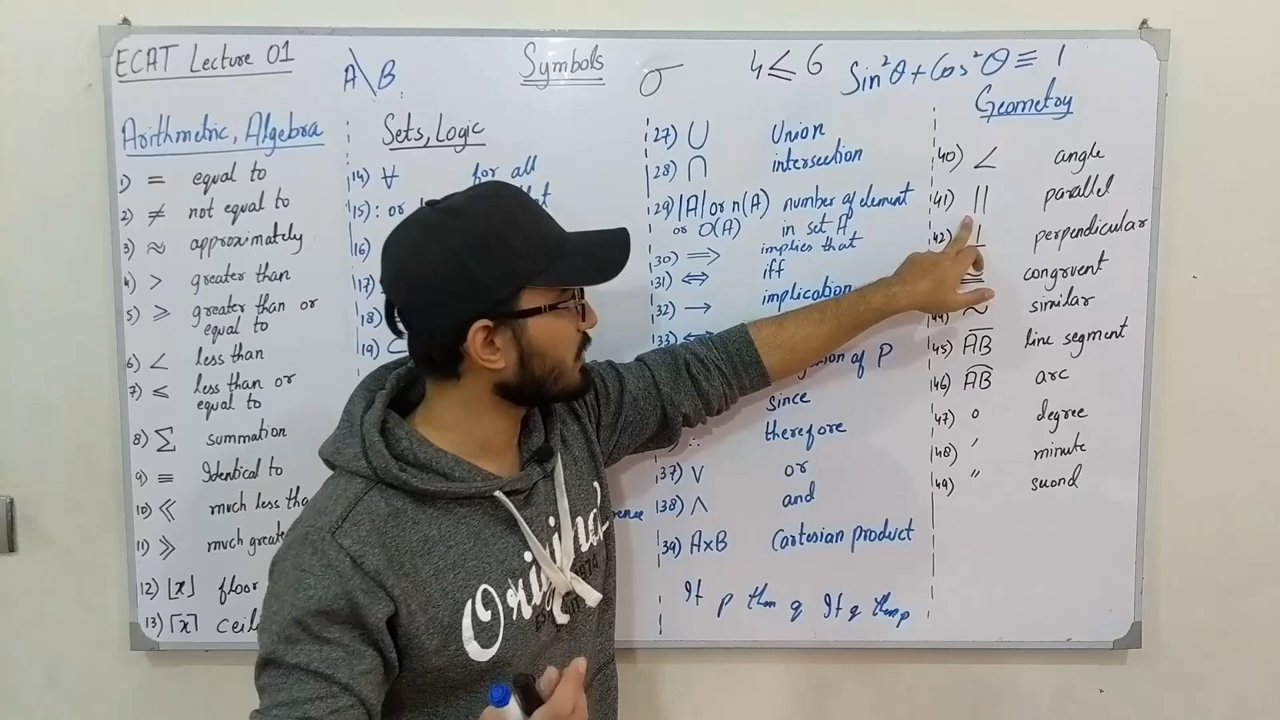 ECAT Lecture 01
A\B
Symbols
σ
4 ≤ 6
Sin²θ + Cos²θ ≡ 1
Arithmetric, Algebra
1) = equal to
2) ≠ not equal to
3) ≈ approximately
4) > greater than
5) ≥ greater than or
equal to
6) < less than
7) ≤ less than or
equal to
8) ∑ summation
9) ≡ Identical to
10) ≪ much less tha
11) ≫ much greate
12) ⌊x⌋ floor
13) ⌈x⌉ ceil
Sets, Logic
14) ∀ for all
15) : or
16)
17)
18)
19) ⊂
27) ∪ Union
28) ∩ intersection
29) |A| or n(A) number of element
or O(A) in set A
30) ⇒ implies that
31) ⇔ iff
32) → implication
33) ↔
of P
since
∴ therefore
37) ∨ or
138) ∧ and
39) A×B Cartesian product
If p then q If q then p
Geometry
40) ∠ angle
41) || parallel
42) ⊥ perpendicular
≅ congruent
44) ~ similar
45) A̅B̅ line segment
46) A͡B arc
47) ° degree
48) ′ minute
49) ″ suond
Original